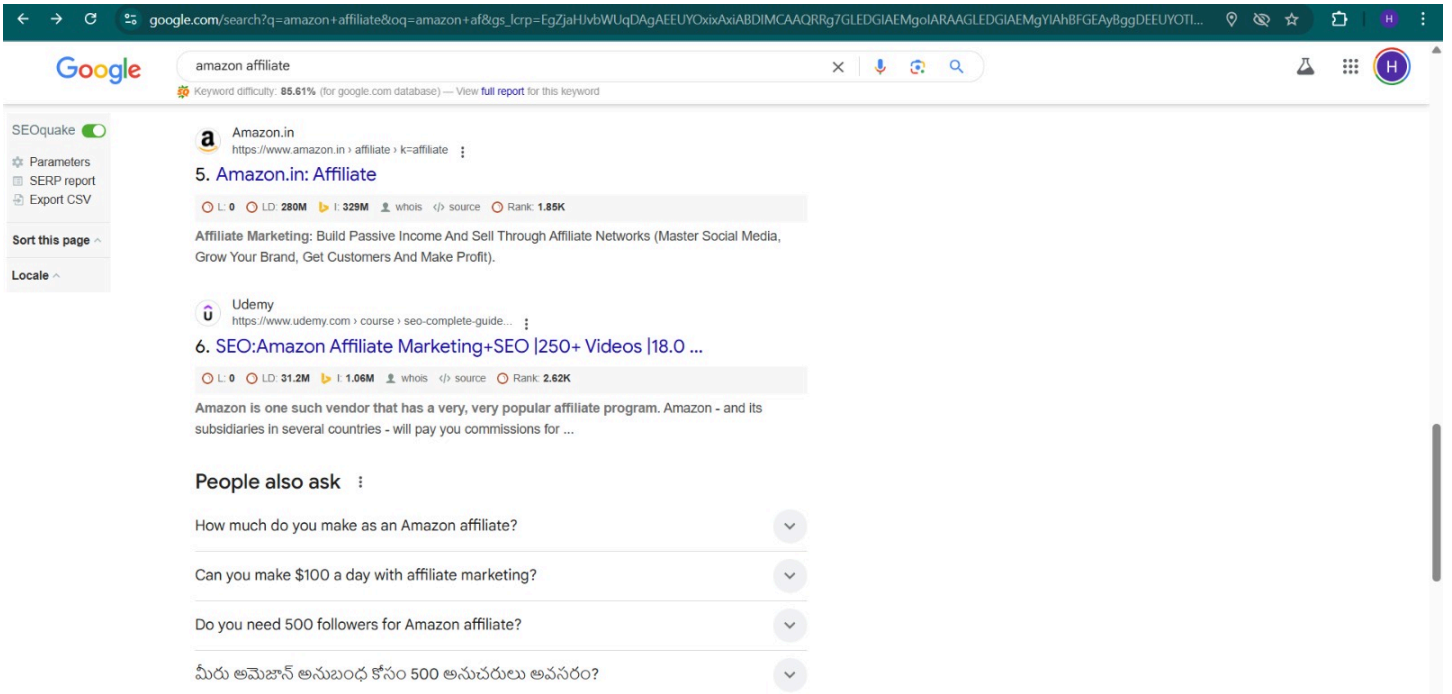 google.com/search?q=amazon+affiliate&oq=amazon+af&gs_lcrp=EgZjaHJvbWUqDAgAEEUYOxixAxiABDIMCAAQRRg7GLEDGIAEMgoIARAAGLEDGIAEMgYIAhBFGEAyBggDEEUYOTI...
H
Google
amazon affiliate
H
Keyword difficulty: 85.61% (for google.com database) — View full report for this keyword
SEOquake
Parameters
SERP report
Export CSV
Sort this page
Locale
Amazon.in
https://www.amazon.in › affiliate › k=affiliate
5. Amazon.in: Affiliate
L: 0 LD: 280M I: 329M whois </> source Rank: 1.85K
Affiliate Marketing: Build Passive Income And Sell Through Affiliate Networks (Master Social Media,
Grow Your Brand, Get Customers And Make Profit).
Udemy
https://www.udemy.com › course › seo-complete-guide...
6. SEO:Amazon Affiliate Marketing+SEO |250+ Videos |18.0 ...
L: 0 LD: 31.2M I: 1.06M whois </> source Rank: 2.62K
Amazon is one such vendor that has a very, very popular affiliate program. Amazon - and its
subsidiaries in several countries - will pay you commissions for ...
People also ask
How much do you make as an Amazon affiliate?
Can you make $100 a day with affiliate marketing?
Do you need 500 followers for Amazon affiliate?
మీరు అమెజాన్ అనుబంధ కోసం 500 అనుచరులు అవసరం?